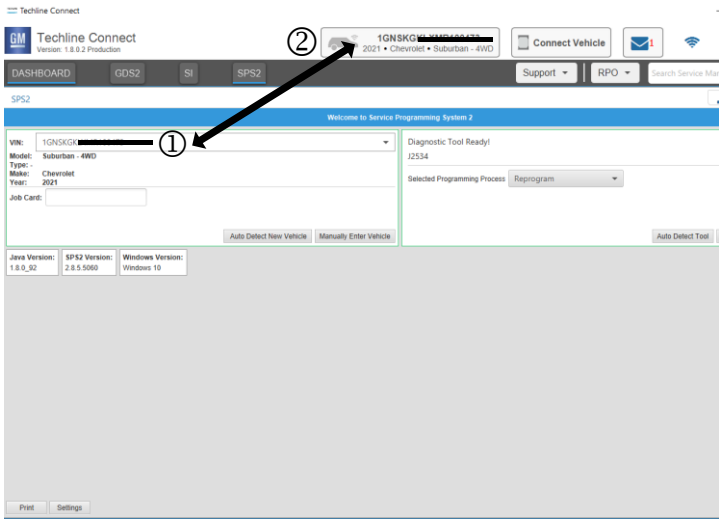 Techline Connect
GM
Techline Connect
Version: 1.8.0.2 Production
②
2021 • Chevrolet • Suburban - 4WD
Connect Vehicle
1
DASHBOARD GDS2 SI SPS2
Support RPO Search Service Mar
SPS2
Welcome to Service Programming System 2
VIN: 1GNSKGK
①
Model: Suburban - 4WD
Type: -
Make: Chevrolet
Year: 2021
Job Card:
Auto Detect New Vehicle Manually Enter Vehicle
Diagnostic Tool Ready!
J2534
Selected Programming Process Reprogram
Auto Detect Tool
Java Version:
1.8.0_92
SPS2 Version:
2.8.5.5060
Windows Version:
Windows 10
Print Settings